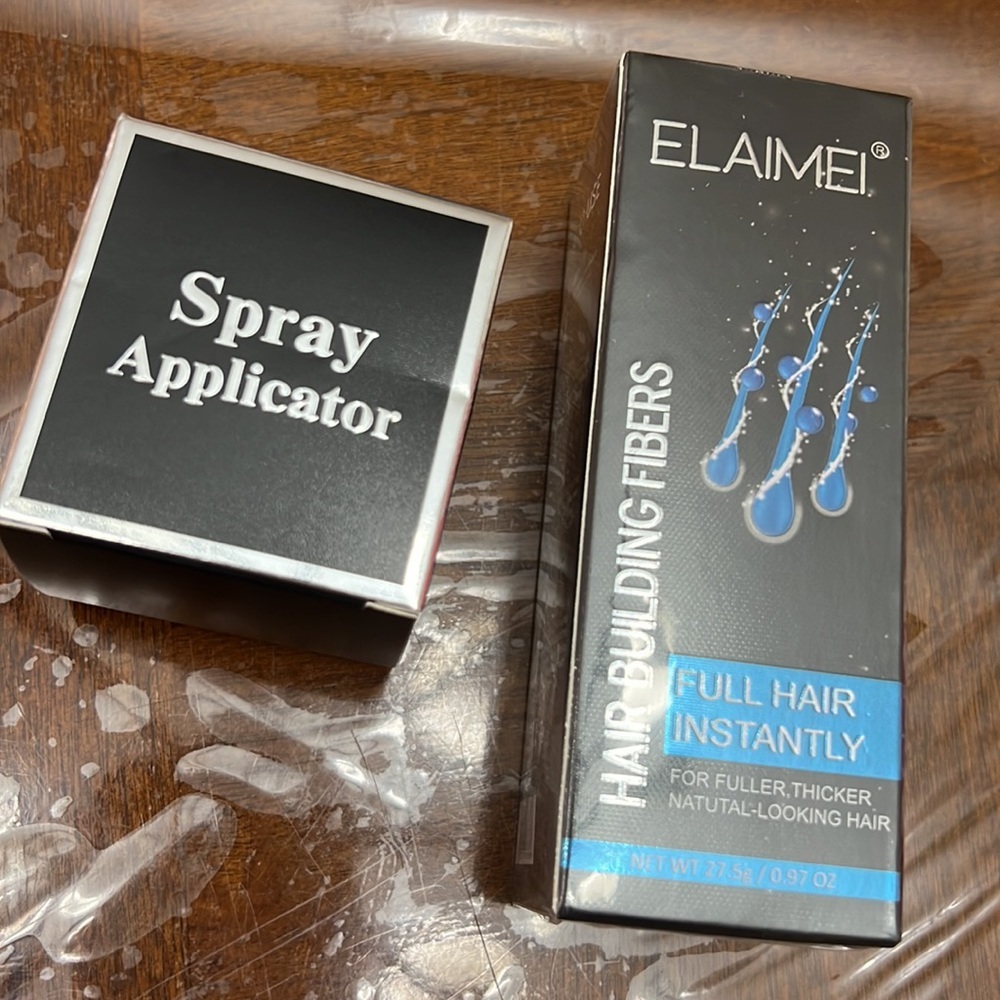 Spray
Applicator
ELAIMEI®
HAIR BUILDING FIBERS
FULL HAIR
INSTANTLY
FOR FULLER,THICKER
NATUTAL-LOOKING HAIR
NET WT 27.5g / 0.97 OZ